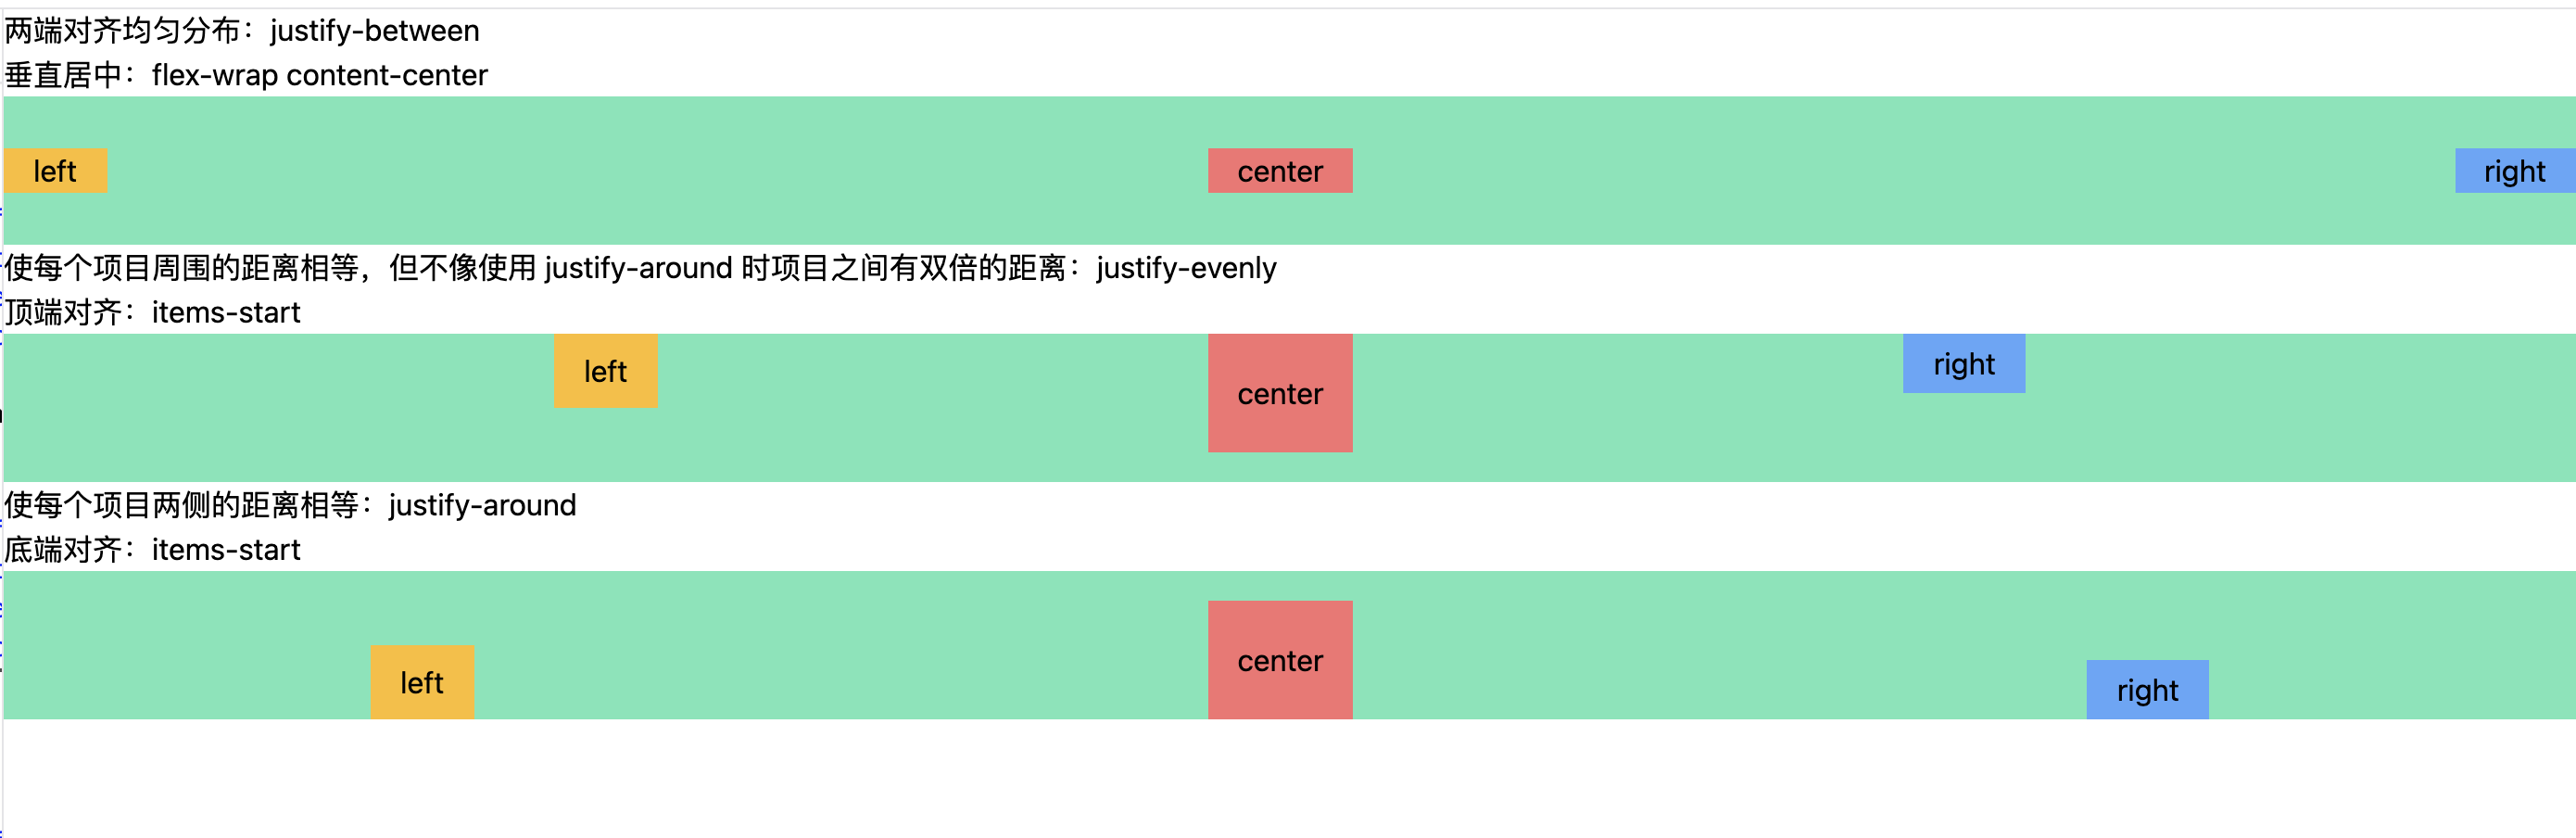 两端对齐均匀分布：justify-between
垂直居中：flex-wrap content-center
left center right
使每个项目周围的距离相等，但不像使用 justify-around 时项目之间有双倍的距离：justify-evenly
顶端对齐：items-start
left center right
使每个项目两侧的距离相等：justify-around
底端对齐：items-start
left center right